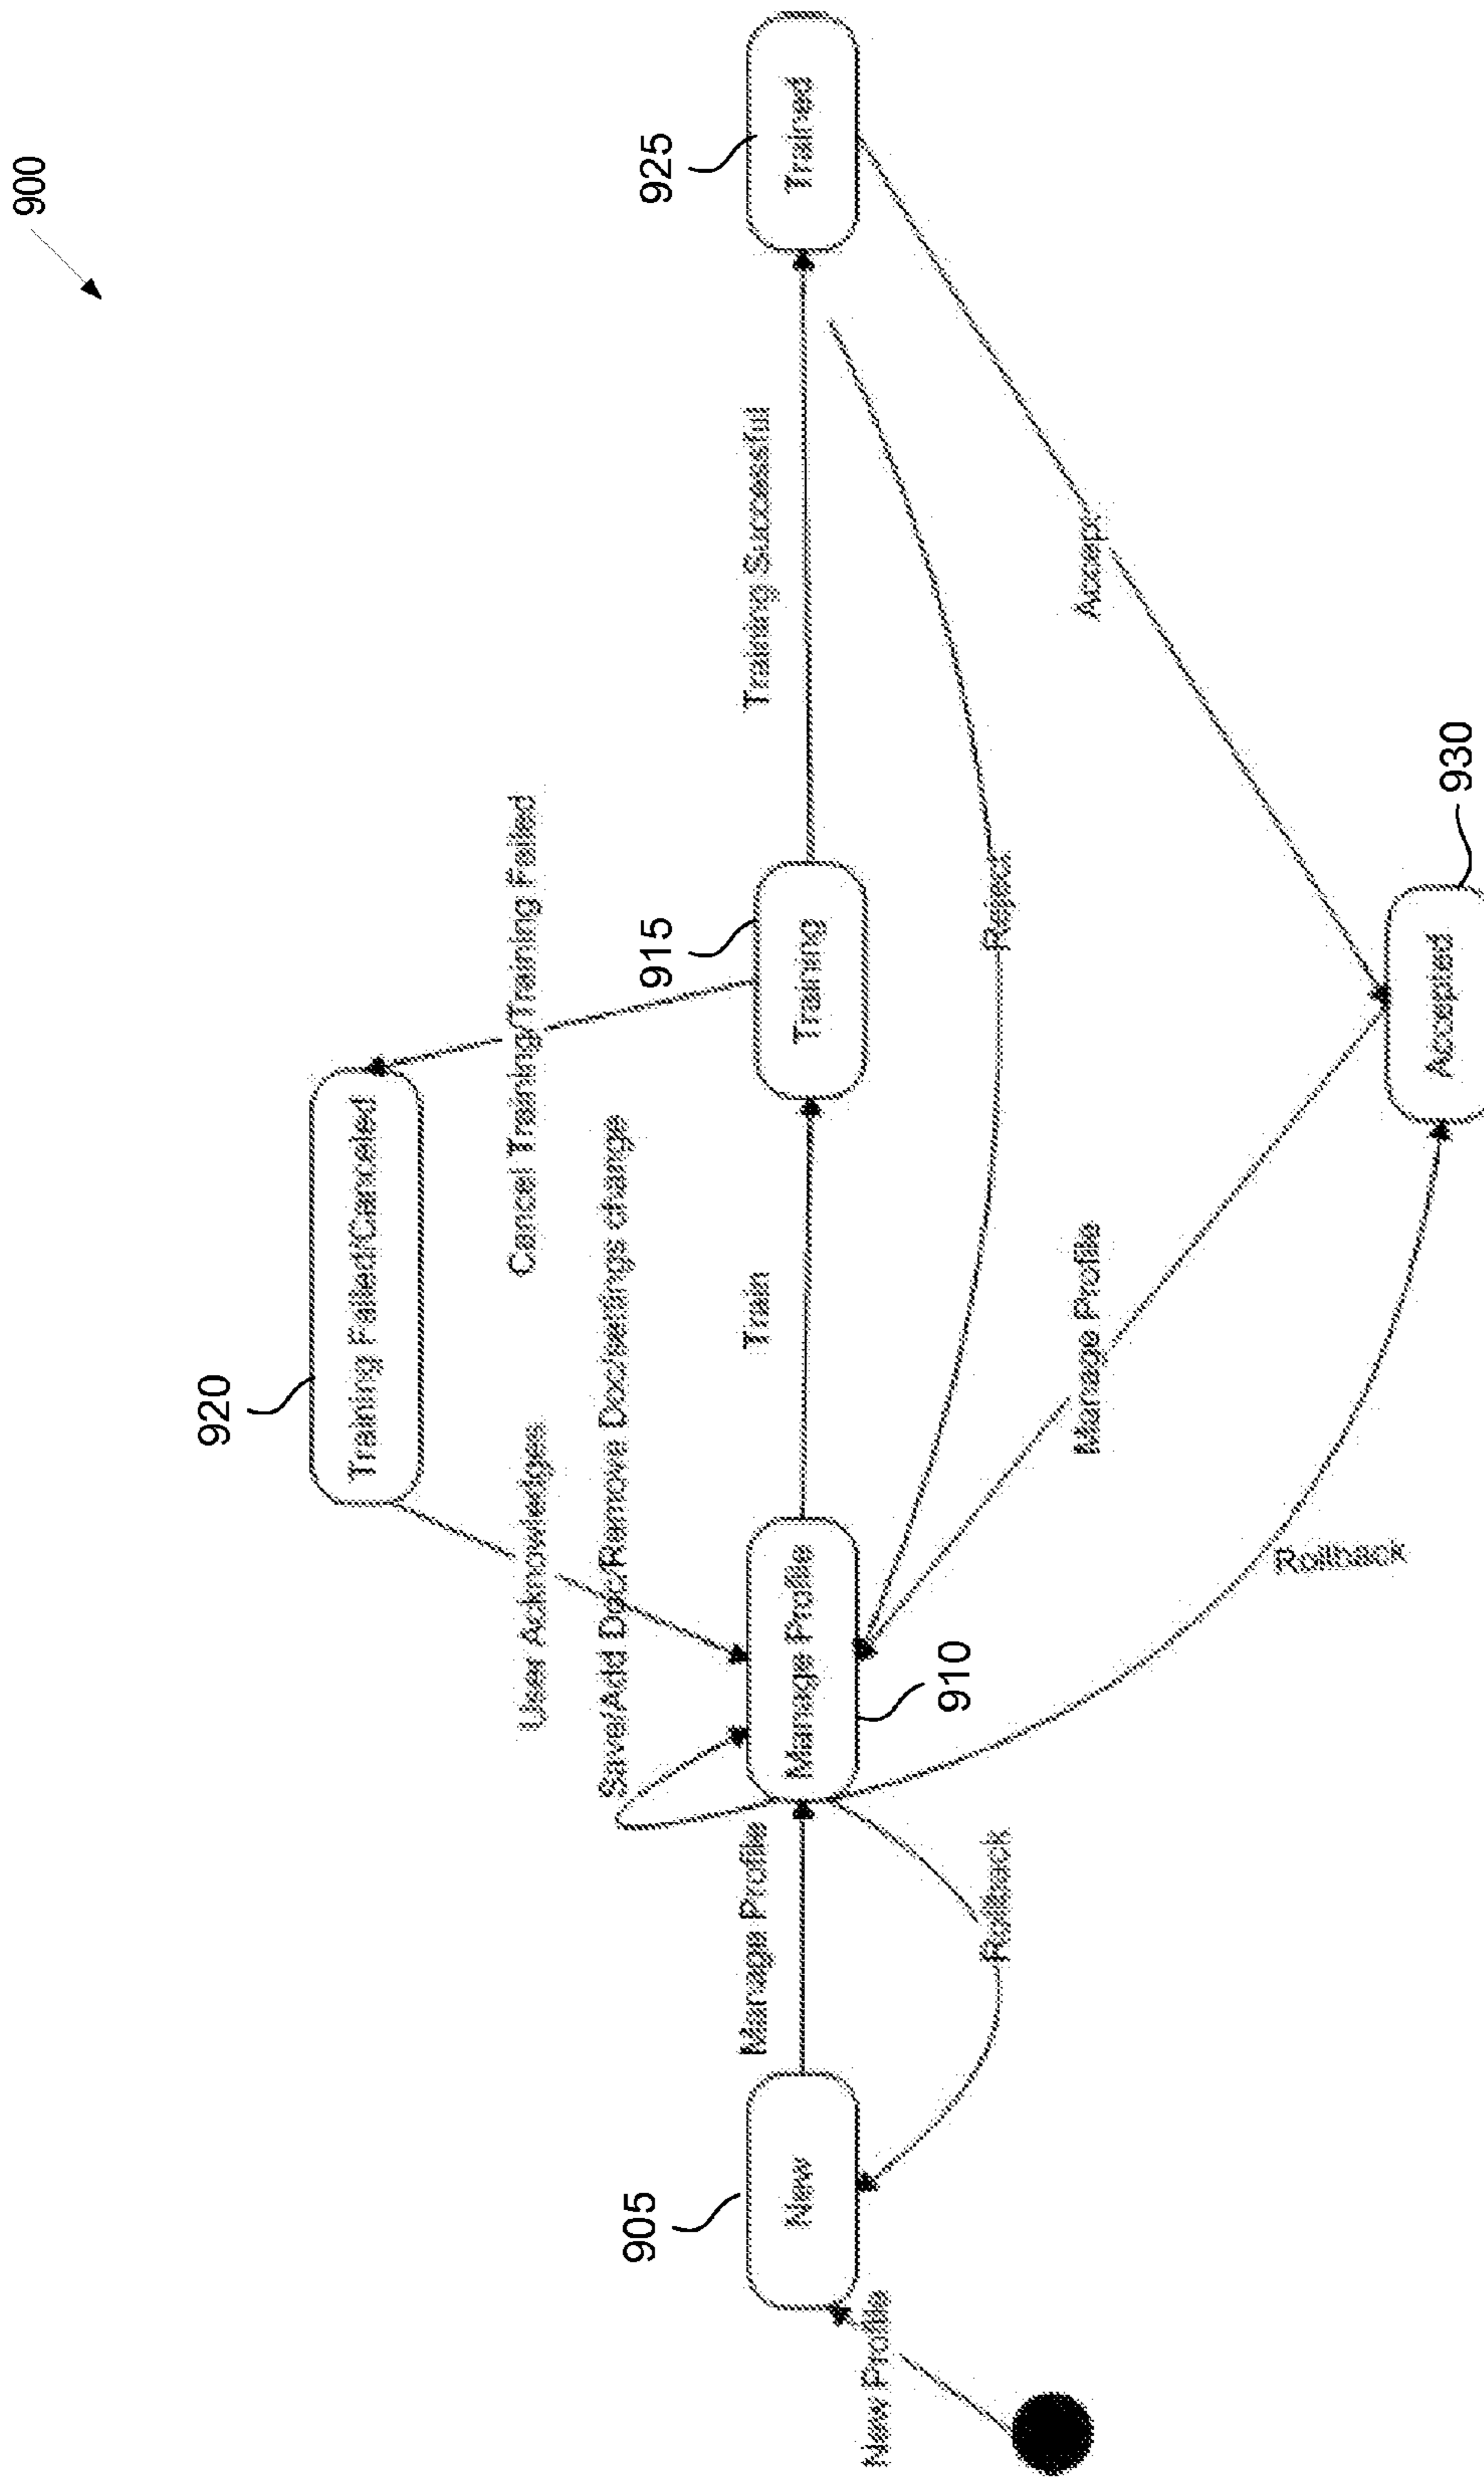 900
920
Training Failed/Canceled
User Acknowledges
Cancel Training/Training Failed
Save/Add Doc/Remove Doc/settings change
905
New
New Profile
Manage Profile
Manage Profile
910
Train
915
Training
Training Successful
925
Trained
Rollback
Reject
Manage Profile
Accept
Rollback
Accepted
930